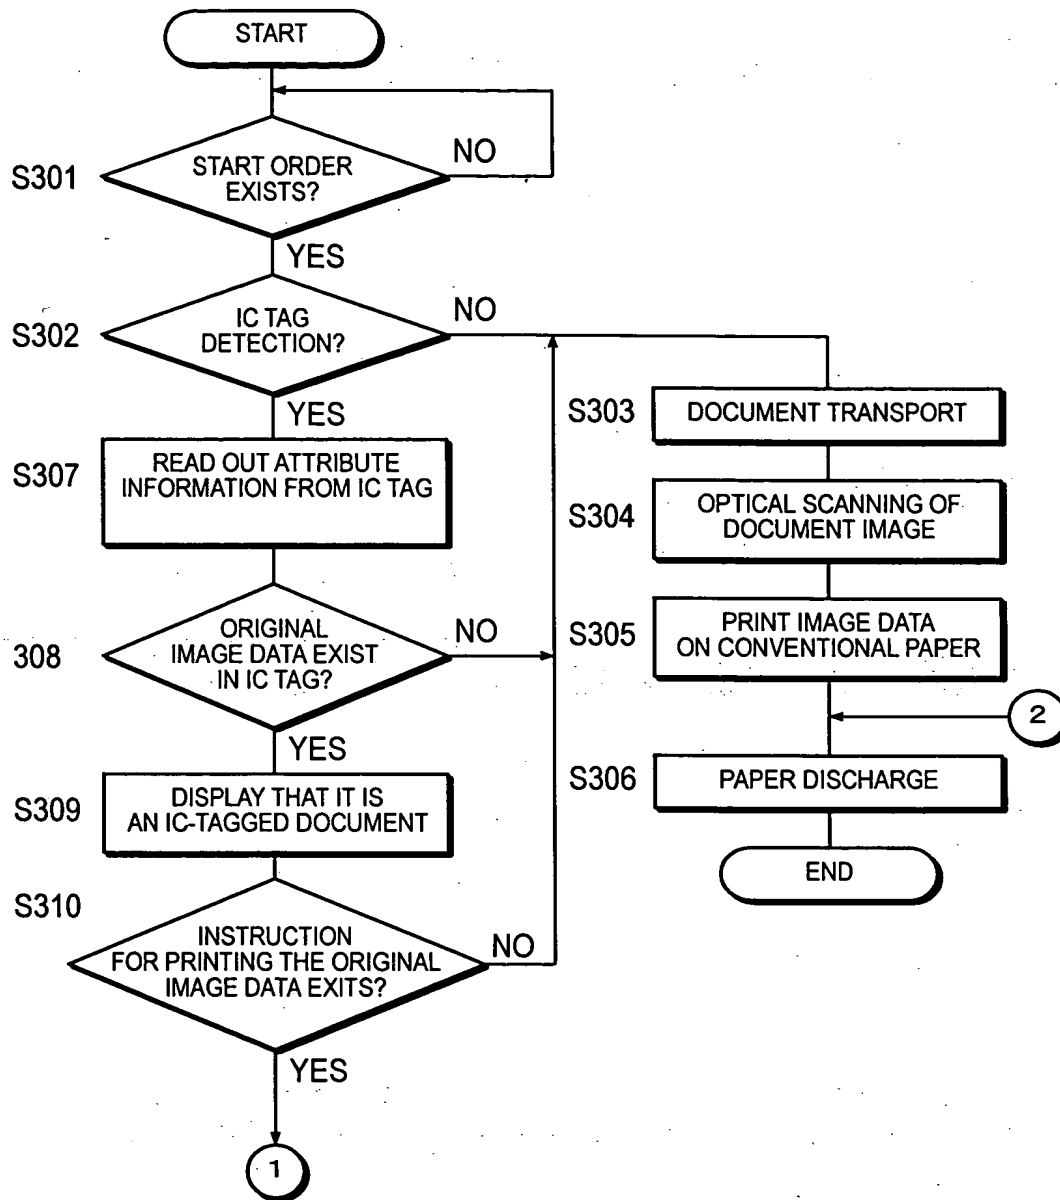 START
S301
START ORDER
EXISTS?
NO
YES
S302
IC TAG
DETECTION?
NO
YES
S307
READ OUT ATTRIBUTE
INFORMATION FROM IC TAG
308
ORIGINAL
IMAGE DATA EXIST
IN IC TAG?
NO
YES
S309
DISPLAY THAT IT IS
AN IC-TAGGED DOCUMENT
S310
INSTRUCTION
FOR PRINTING THE ORIGINAL
IMAGE DATA EXITS?
NO
YES
1
S303
DOCUMENT TRANSPORT
S304
OPTICAL SCANNING OF
DOCUMENT IMAGE
S305
PRINT IMAGE DATA
ON CONVENTIONAL PAPER
2
S306
PAPER DISCHARGE
END